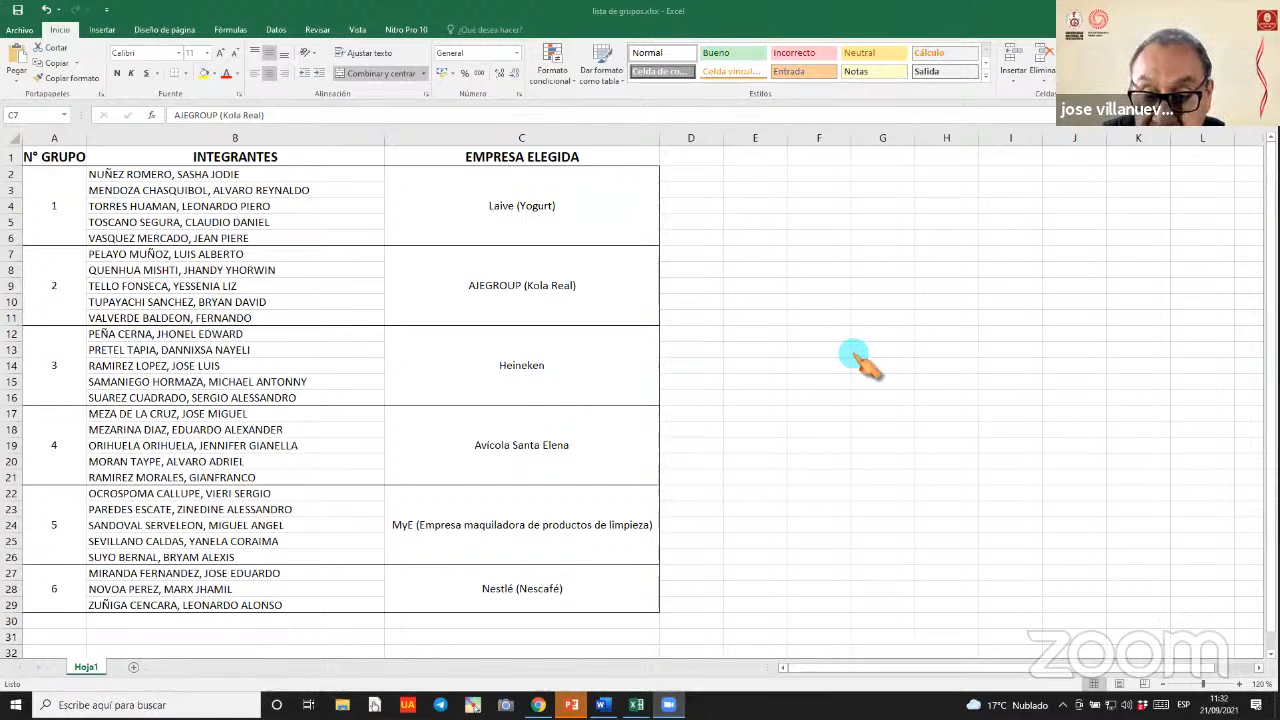 lista de grupos.xlsx - Excel
Archivo Inicio Insertar Diseño de página Fórmulas Datos Revisar Vista Nitro Pro 10 ¿Qué desea hacer?
Cortar
Copiar
Copiar formato
Pegar
Portapapeles
Calibri 11
N K S
Fuente
Combinar y centrar
Alineación
General
% 000
Número
Formato condicional
Dar formato como
Normal Bueno Incorrecto Neutral Cálculo
Celda de co... Celda vincul... Entrada Notas Salida
Estilos
Insertar Elimina
Celdas
jose villanuev...
C7 AJEGROUP (Kola Real)
A B C D E F G H I J K L
1 N° GRUPO INTEGRANTES EMPRESA ELEGIDA
2 NUÑEZ ROMERO, SASHA JODIE
3 MENDOZA CHASQUIBOL, ALVARO REYNALDO
4 1 TORRES HUAMAN, LEONARDO PIERO Laive (Yogurt)
5 TOSCANO SEGURA, CLAUDIO DANIEL
6 VASQUEZ MERCADO, JEAN PIERE
7 PELAYO MUÑOZ, LUIS ALBERTO
8 QUENHUA MISHTI, JHANDY YHORWIN
9 2 TELLO FONSECA, YESSENIA LIZ AJEGROUP (Kola Real)
10 TUPAYACHI SANCHEZ, BRYAN DAVID
11 VALVERDE BALDEON, FERNANDO
12 PEÑA CERNA, JHONEL EDWARD
13 PRETEL TAPIA, DANNIXSA NAYELI
14 3 RAMIREZ LOPEZ, JOSE LUIS Heineken
15 SAMANIEGO HORMAZA, MICHAEL ANTONNY
16 SUAREZ CUADRADO, SERGIO ALESSANDRO
17 MEZA DE LA CRUZ, JOSE MIGUEL
18 MEZARINA DIAZ, EDUARDO ALEXANDER
19 4 ORIHUELA ORIHUELA, JENNIFER GIANELLA Avícola Santa Elena
20 MORAN TAYPE, ALVARO ADRIEL
21 RAMIREZ MORALES, GIANFRANCO
22 OCROSPOMA CALLUPE, VIERI SERGIO
23 PAREDES ESCATE, ZINEDINE ALESSANDRO
24 5 SANDOVAL SERVELEON, MIGUEL ANGEL MyE (Empresa maquiladora de productos de limpieza)
25 SEVILLANO CALDAS, YANELA CORAIMA
26 SUYO BERNAL, BRYAM ALEXIS
27 MIRANDA FERNANDEZ, JOSE EDUARDO
28 6 NOVOA PEREZ, MARX JHAMIL Nestlé (Nescafé)
29 ZUÑIGA CENCARA, LEONARDO ALONSO
30
31
32
zoom
Hoja1
Listo 120 %
Escribe aquí para buscar
17°C Nublado ESP 11:32
21/09/2021